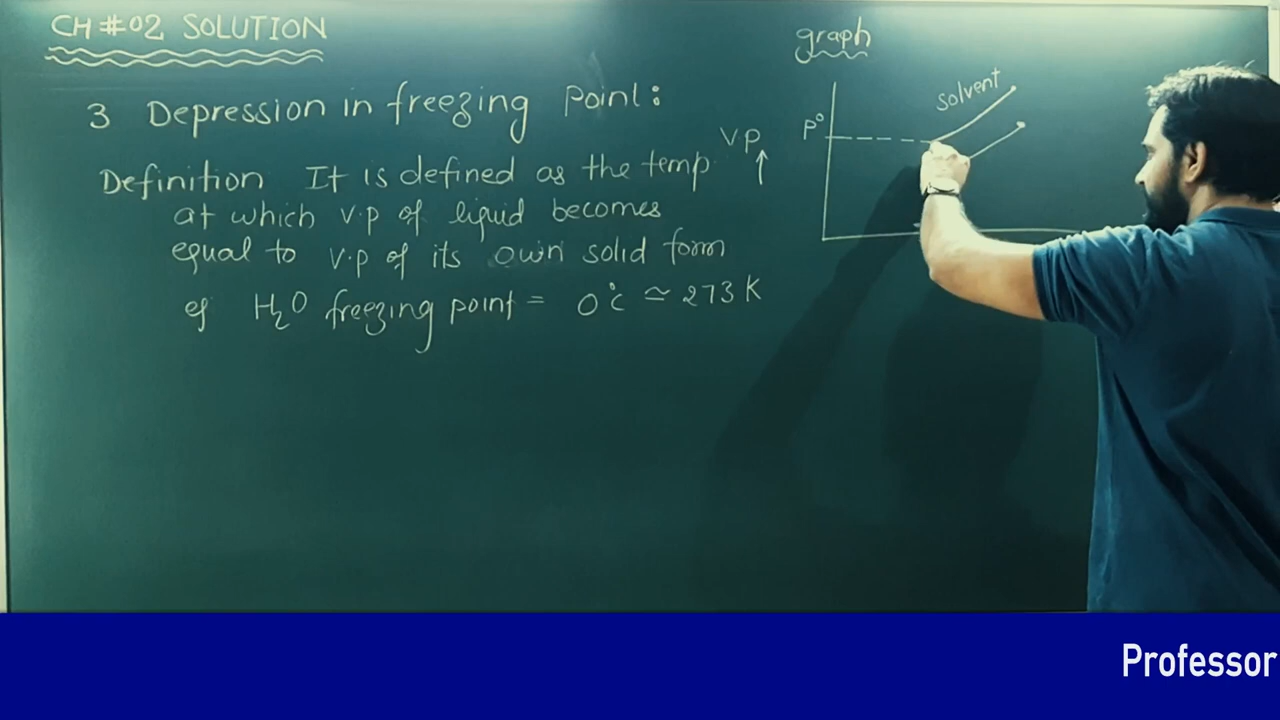 CH #02 SOLUTION
3 Depression in freezing point:
Definition It is defined as the temp
at which v.p of liquid becomes
equal to v.p of its own solid form
eg H₂O freezing point = 0°c ≃ 273 K
graph
solvent
p°
vp ↑
Professor